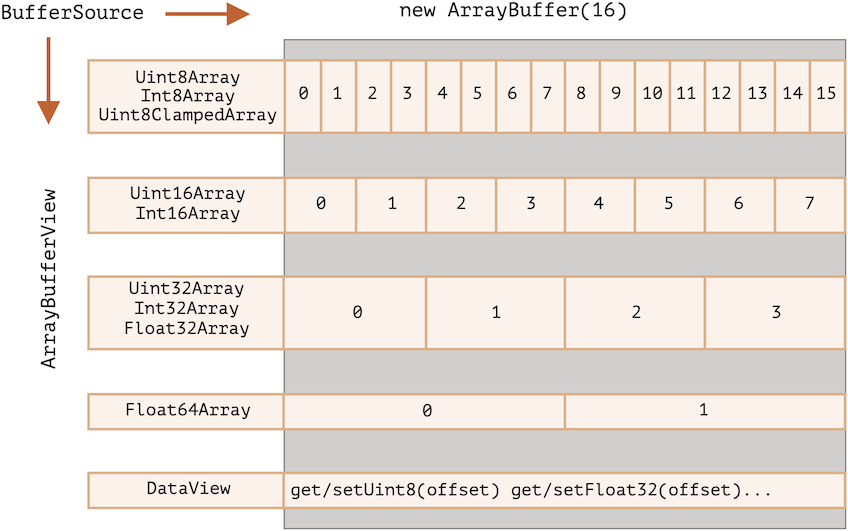 BufferSource
new ArrayBuffer(16)
ArrayBufferView
Uint8Array
Int8Array
Uint8ClampedArray
0 1 2 3 4 5 6 7 8 9 10 11 12 13 14 15
Uint16Array
Int16Array
0 1 2 3 4 5 6 7
Uint32Array
Int32Array
Float32Array
0 1 2 3
Float64Array
0 1
DataView
get/setUint8(offset) get/setFloat32(offset)...